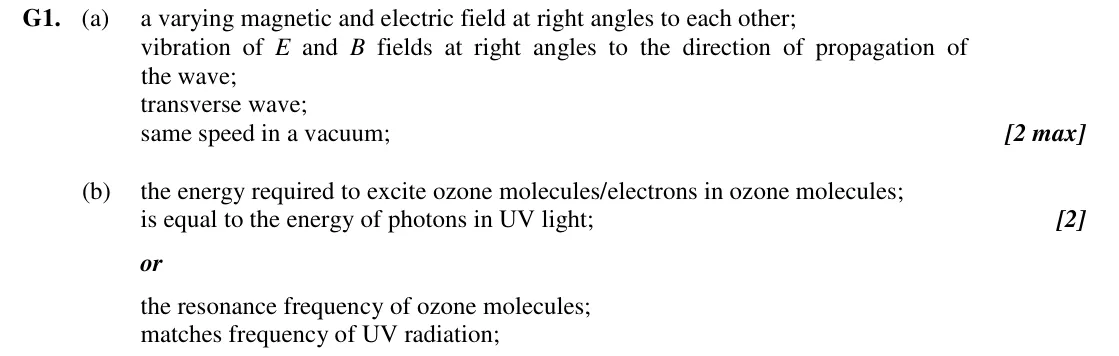 G1. (a) a varying magnetic and electric field at right angles to each other;
vibration of E and B fields at right angles to the direction of propagation of
the wave;
transverse wave;
same speed in a vacuum; [2 max]
(b) the energy required to excite ozone molecules/electrons in ozone molecules;
is equal to the energy of photons in UV light; [2]
or
the resonance frequency of ozone molecules;
matches frequency of UV radiation;